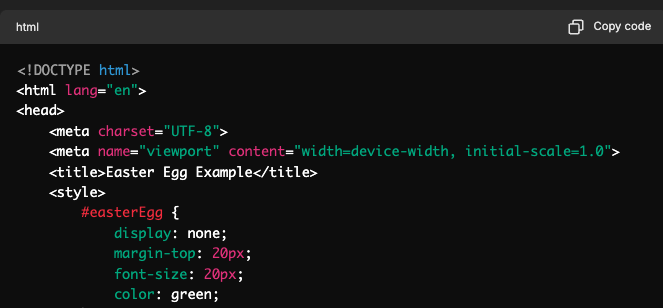 html Copy code
<!DOCTYPE html>
<html lang="en">
<head>
    <meta charset="UTF-8">
    <meta name="viewport" content="width=device-width, initial-scale=1.0">
    <title>Easter Egg Example</title>
    <style>
        #easterEgg {
            display: none;
            margin-top: 20px;
            font-size: 20px;
            color: green;